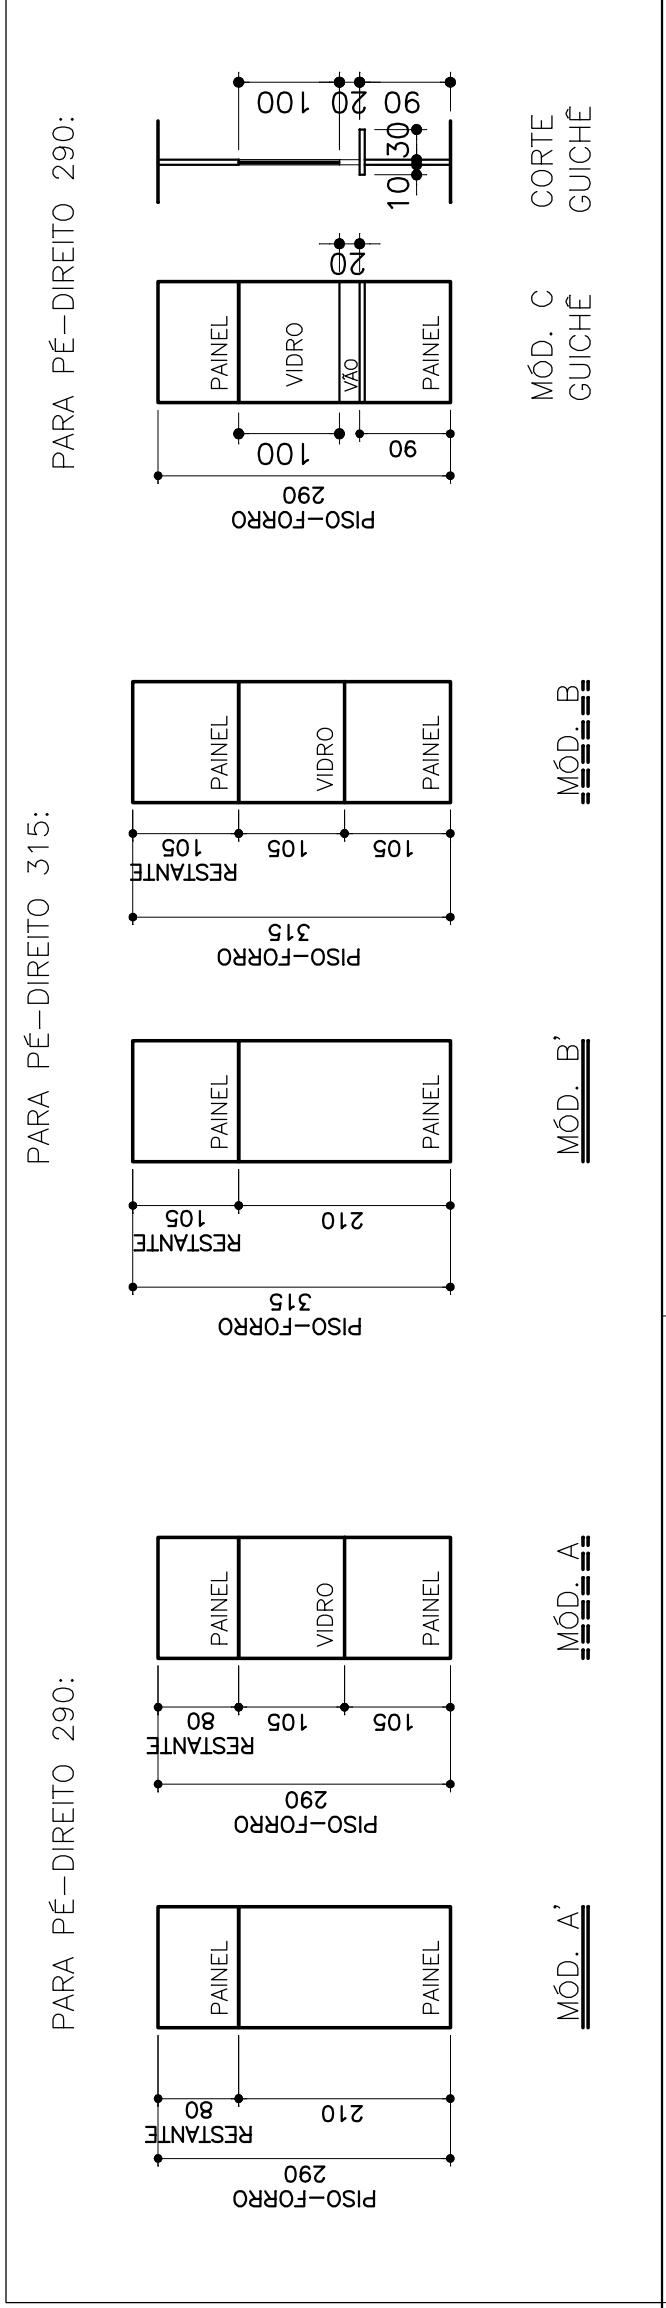 PARA PÉ-DIREITO 290:
PISO-FORRO
290
RESTANTE
80
210
PAINEL
PAINEL
MÓD. A'
PISO-FORRO
290
RESTANTE
80
105
105
PAINEL
VIDRO
PAINEL
MÓD. A
PARA PÉ-DIREITO 315:
PISO-FORRO
315
RESTANTE
105
210
PAINEL
PAINEL
MÓD. B'
PISO-FORRO
315
RESTANTE
105
105
105
PAINEL
VIDRO
PAINEL
MÓD. B
PARA PÉ-DIREITO 290:
PISO-FORRO
290
100
90
PAINEL
VIDRO
VÃO
PAINEL
20
MÓD. C
GUICHÊ
100
20
90
10
30
CORTE
GUICHÊ